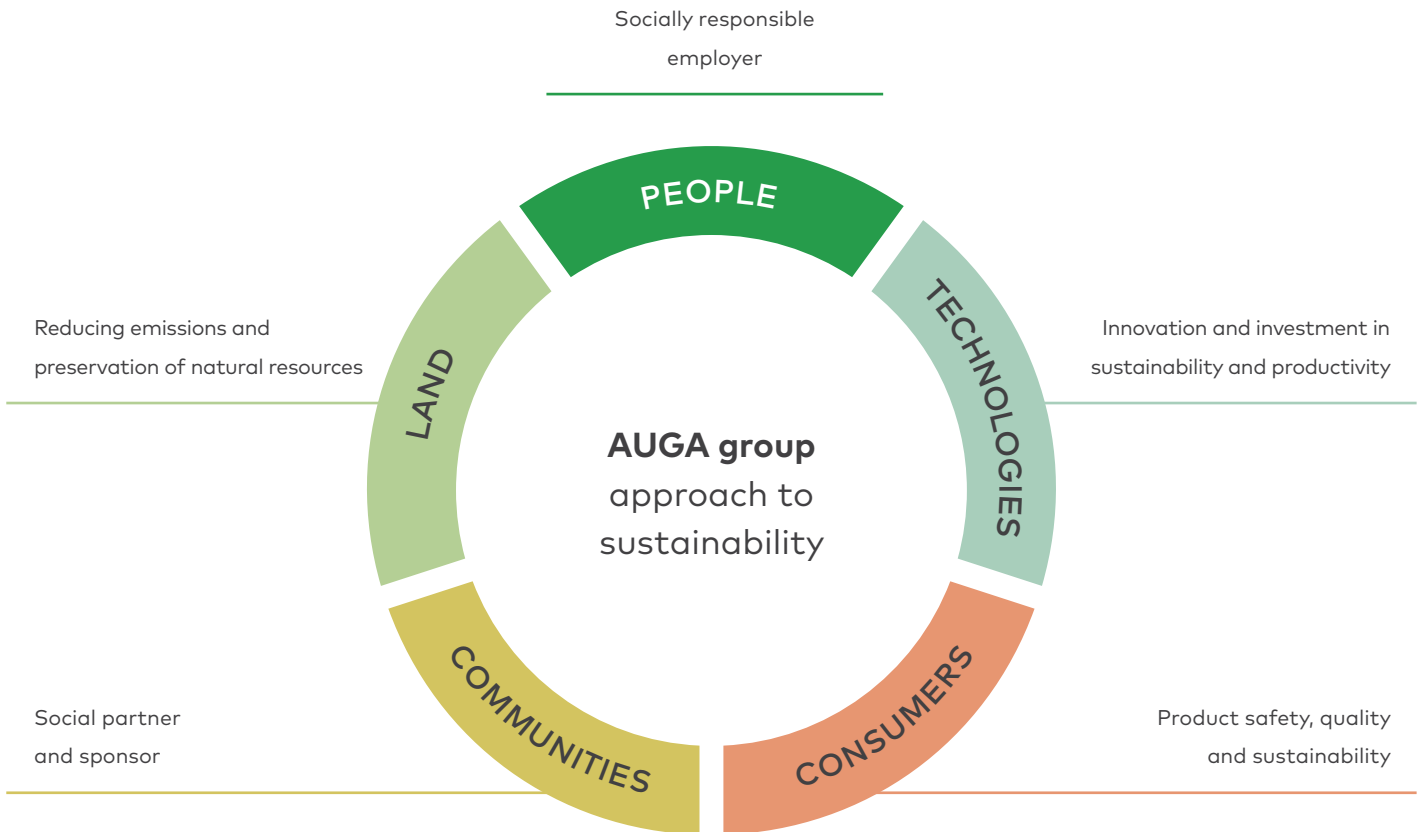 Socially responsible
employer
PEOPLE
TECHNOLOGIES
LAND
Reducing emissions and
preservation of natural resources
Innovation and investment in
sustainability and productivity
AUGA group
approach to
sustainability
COMMUNITIES
CONSUMERS
Social partner
and sponsor
Product safety, quality
and sustainability